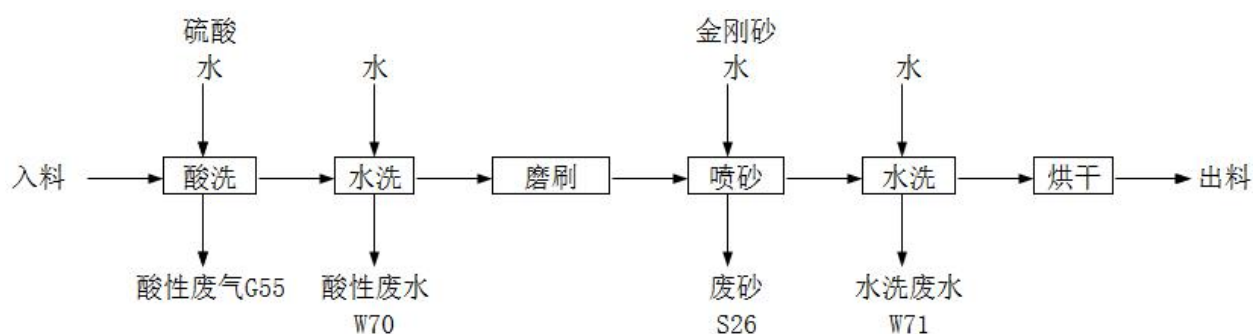 硫酸
水
水
金刚砂
水
水
入料
酸洗
水洗
磨刷
喷砂
水洗
烘干
出料
酸性废气G55
酸性废水
W70
废砂
S26
水洗废水
W71